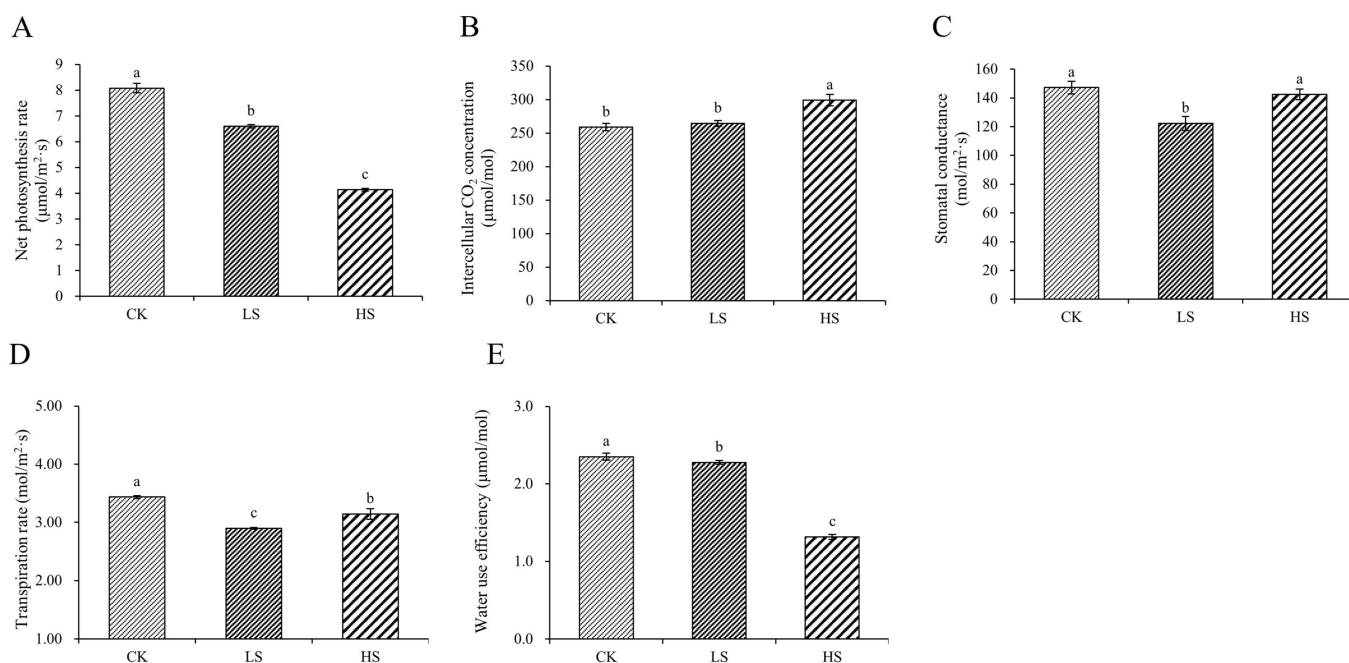 A
Net photosynthesis rate
(μmol/m²·s)
9
8
7
6
5
4
3
2
1
0
a
b
c
CK
LS
HS
B
Intercellular CO₂ concentration
(μmol/mol)
350
300
250
200
150
100
50
0
b
b
a
CK
LS
HS
C
Stomatal conductance
(mol/m²·s)
160
140
120
100
80
60
40
20
0
a
b
a
CK
LS
HS
D
Transpiration rate (mol/m²·s)
5.00
4.00
3.00
2.00
1.00
a
c
b
CK
LS
HS
E
Water use efficiency (μmol/mol)
3.0
2.0
1.0
0.0
a
b
c
CK
LS
HS